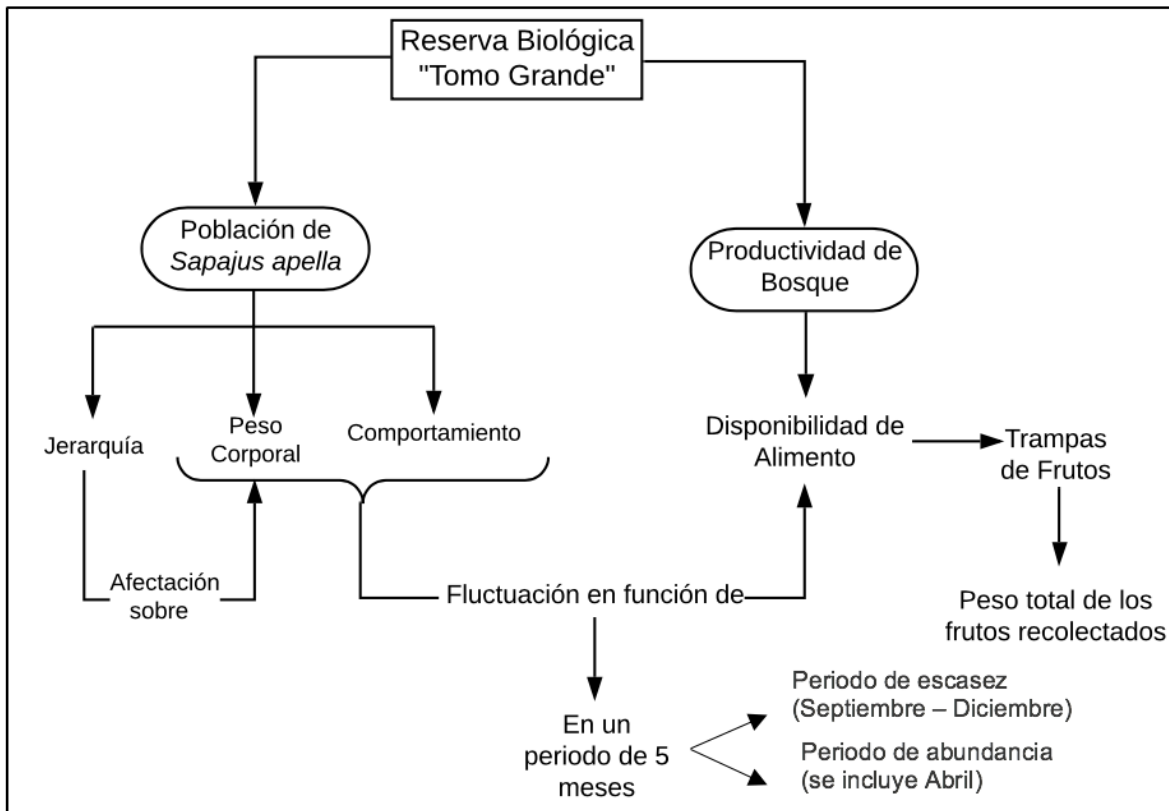 Reserva Biológica
"Tomo Grande"
Población de
Sapajus apella
Productividad de
Bosque
Jerarquía
Peso
Corporal
Comportamiento
Disponibilidad de
Alimento
Trampas
de Frutos
Afectación
sobre
Fluctuación en función de
Peso total de los
frutos recolectados
En un
periodo de 5
meses
Periodo de escasez
(Septiembre – Diciembre)
Periodo de abundancia
(se incluye Abril)